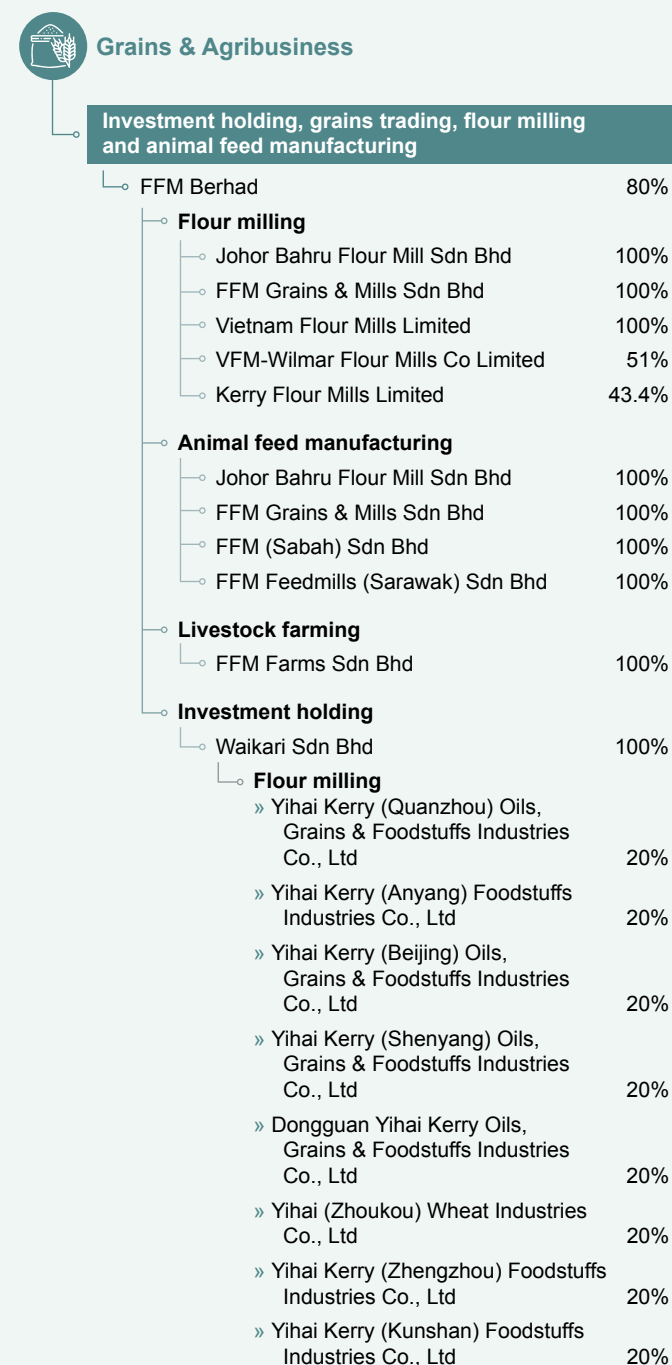 Grains & Agribusiness
Investment holding, grains trading, flour milling
and animal feed manufacturing
FFM Berhad 80%
Flour milling
Johor Bahru Flour Mill Sdn Bhd 100%
FFM Grains & Mills Sdn Bhd 100%
Vietnam Flour Mills Limited 100%
VFM-Wilmar Flour Mills Co Limited 51%
Kerry Flour Mills Limited 43.4%
Animal feed manufacturing
Johor Bahru Flour Mill Sdn Bhd 100%
FFM Grains & Mills Sdn Bhd 100%
FFM (Sabah) Sdn Bhd 100%
FFM Feedmills (Sarawak) Sdn Bhd 100%
Livestock farming
FFM Farms Sdn Bhd 100%
Investment holding
Waikari Sdn Bhd 100%
Flour milling
» Yihai Kerry (Quanzhou) Oils,
Grains & Foodstuffs Industries
Co., Ltd 20%
» Yihai Kerry (Anyang) Foodstuffs
Industries Co., Ltd 20%
» Yihai Kerry (Beijing) Oils,
Grains & Foodstuffs Industries
Co., Ltd 20%
» Yihai Kerry (Shenyang) Oils,
Grains & Foodstuffs Industries
Co., Ltd 20%
» Dongguan Yihai Kerry Oils,
Grains & Foodstuffs Industries
Co., Ltd 20%
» Yihai (Zhoukou) Wheat Industries
Co., Ltd 20%
» Yihai Kerry (Zhengzhou) Foodstuffs
Industries Co., Ltd 20%
» Yihai Kerry (Kunshan) Foodstuffs
Industries Co., Ltd 20%